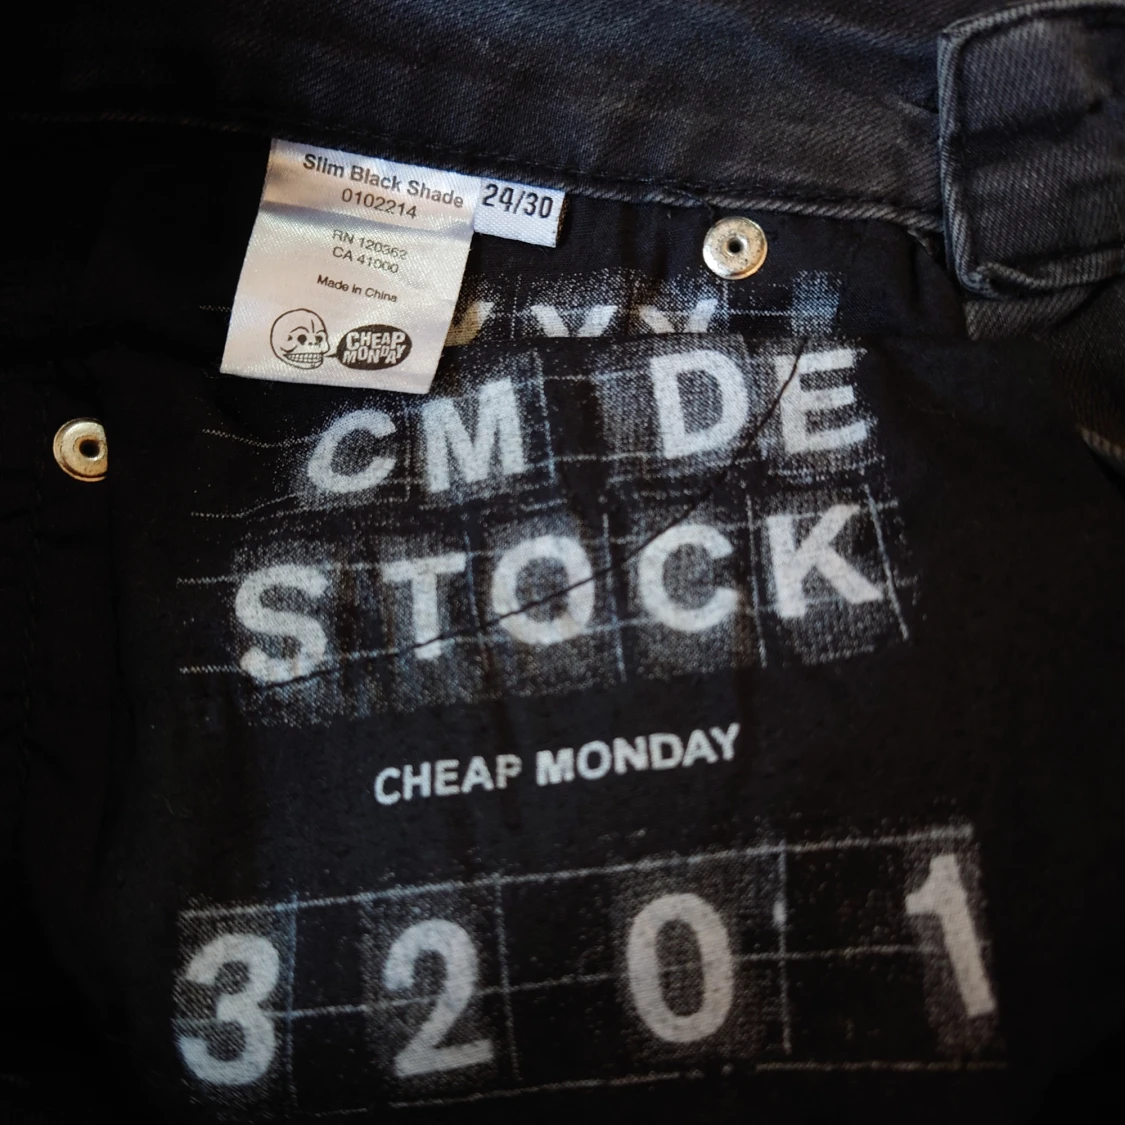 Slim Black Shade
0102214
24/30
RN 120362
CA 41000
Made in China
CHEAP
MONDAY
CM DE
STOCK
CHEAP MONDAY
3 2 0 1